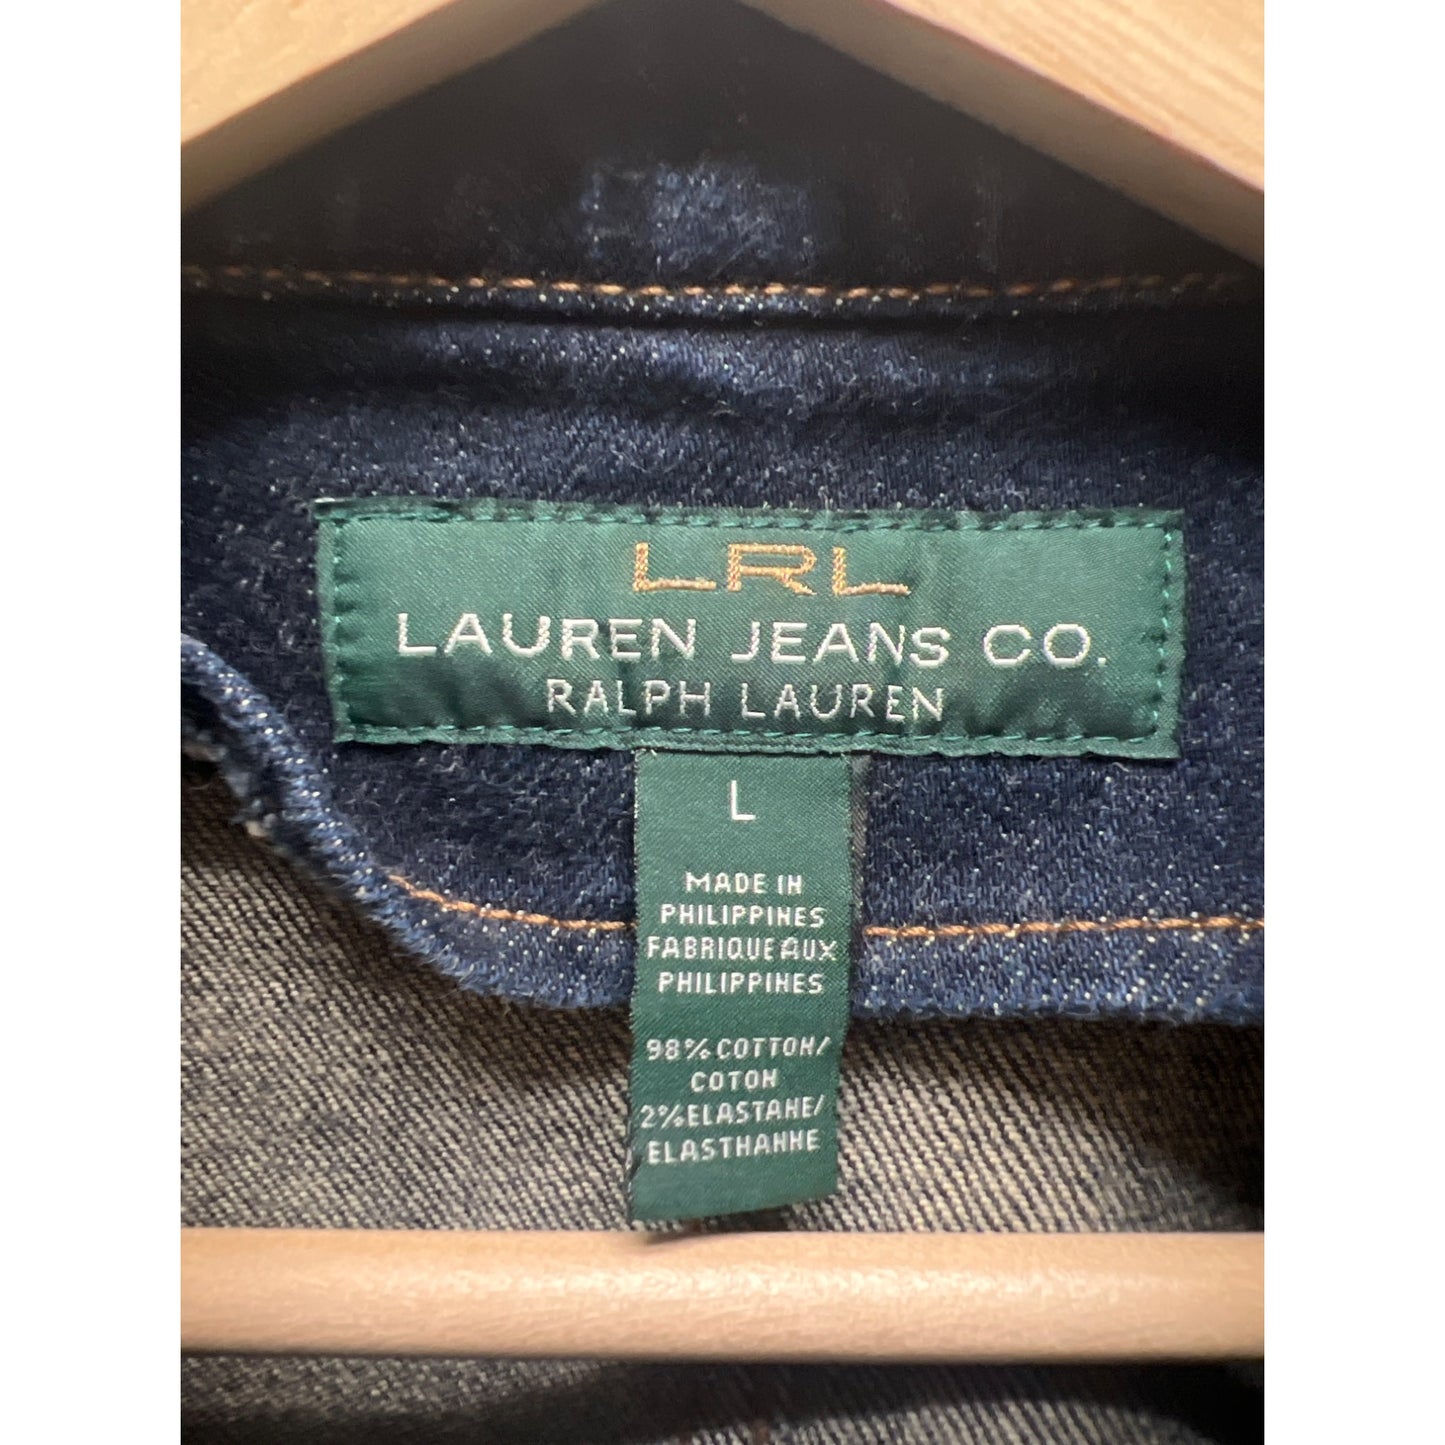 LRL
LAUREN JEANS CO.
RALPH LAUREN
L
MADE IN
PHILIPPINES
FABRIQUE AUX
PHILIPPINES
98% COTTON/
COTON
2% ELASTANE/
ELASTHANNE